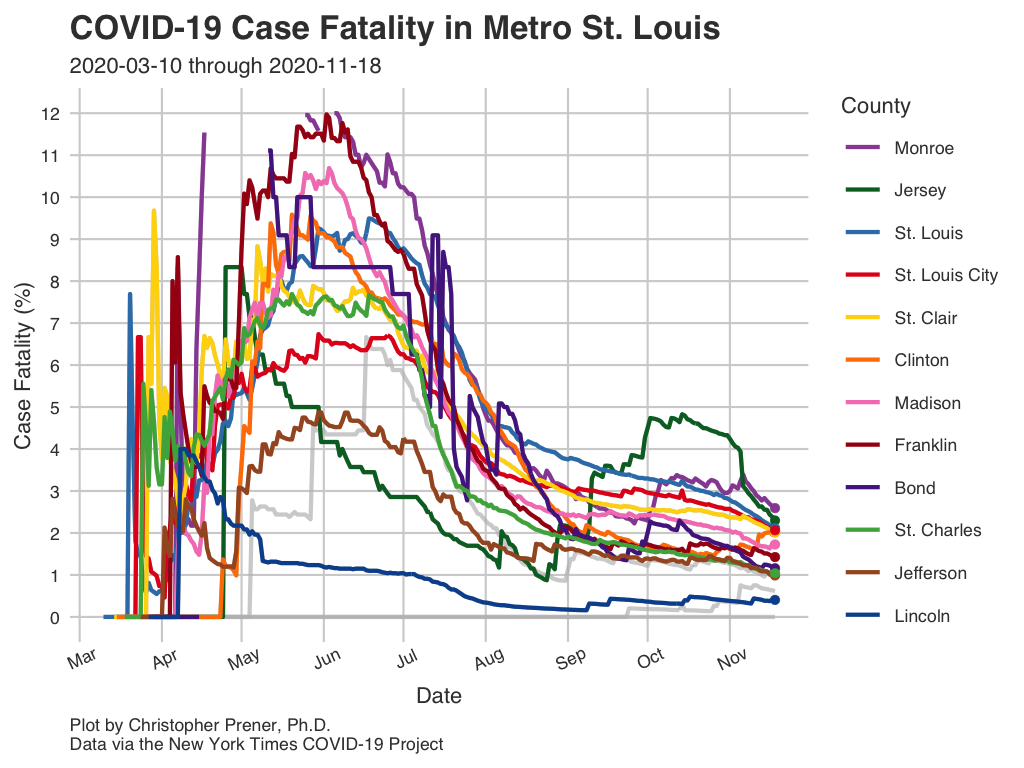 COVID-19 Case Fatality in Metro St. Louis
2020-03-10 through 2020-11-18
Case Fatality (%)
12
11
10
9
8
7
6
5
4
3
2
1
0
Mar
Apr
May
Jun
Jul
Aug
Sep
Oct
Nov
Date
County
Monroe
Jersey
St. Louis
St. Louis City
St. Clair
Clinton
Madison
Franklin
Bond
St. Charles
Jefferson
Lincoln
Plot by Christopher Prener, Ph.D.
Data via the New York Times COVID-19 Project